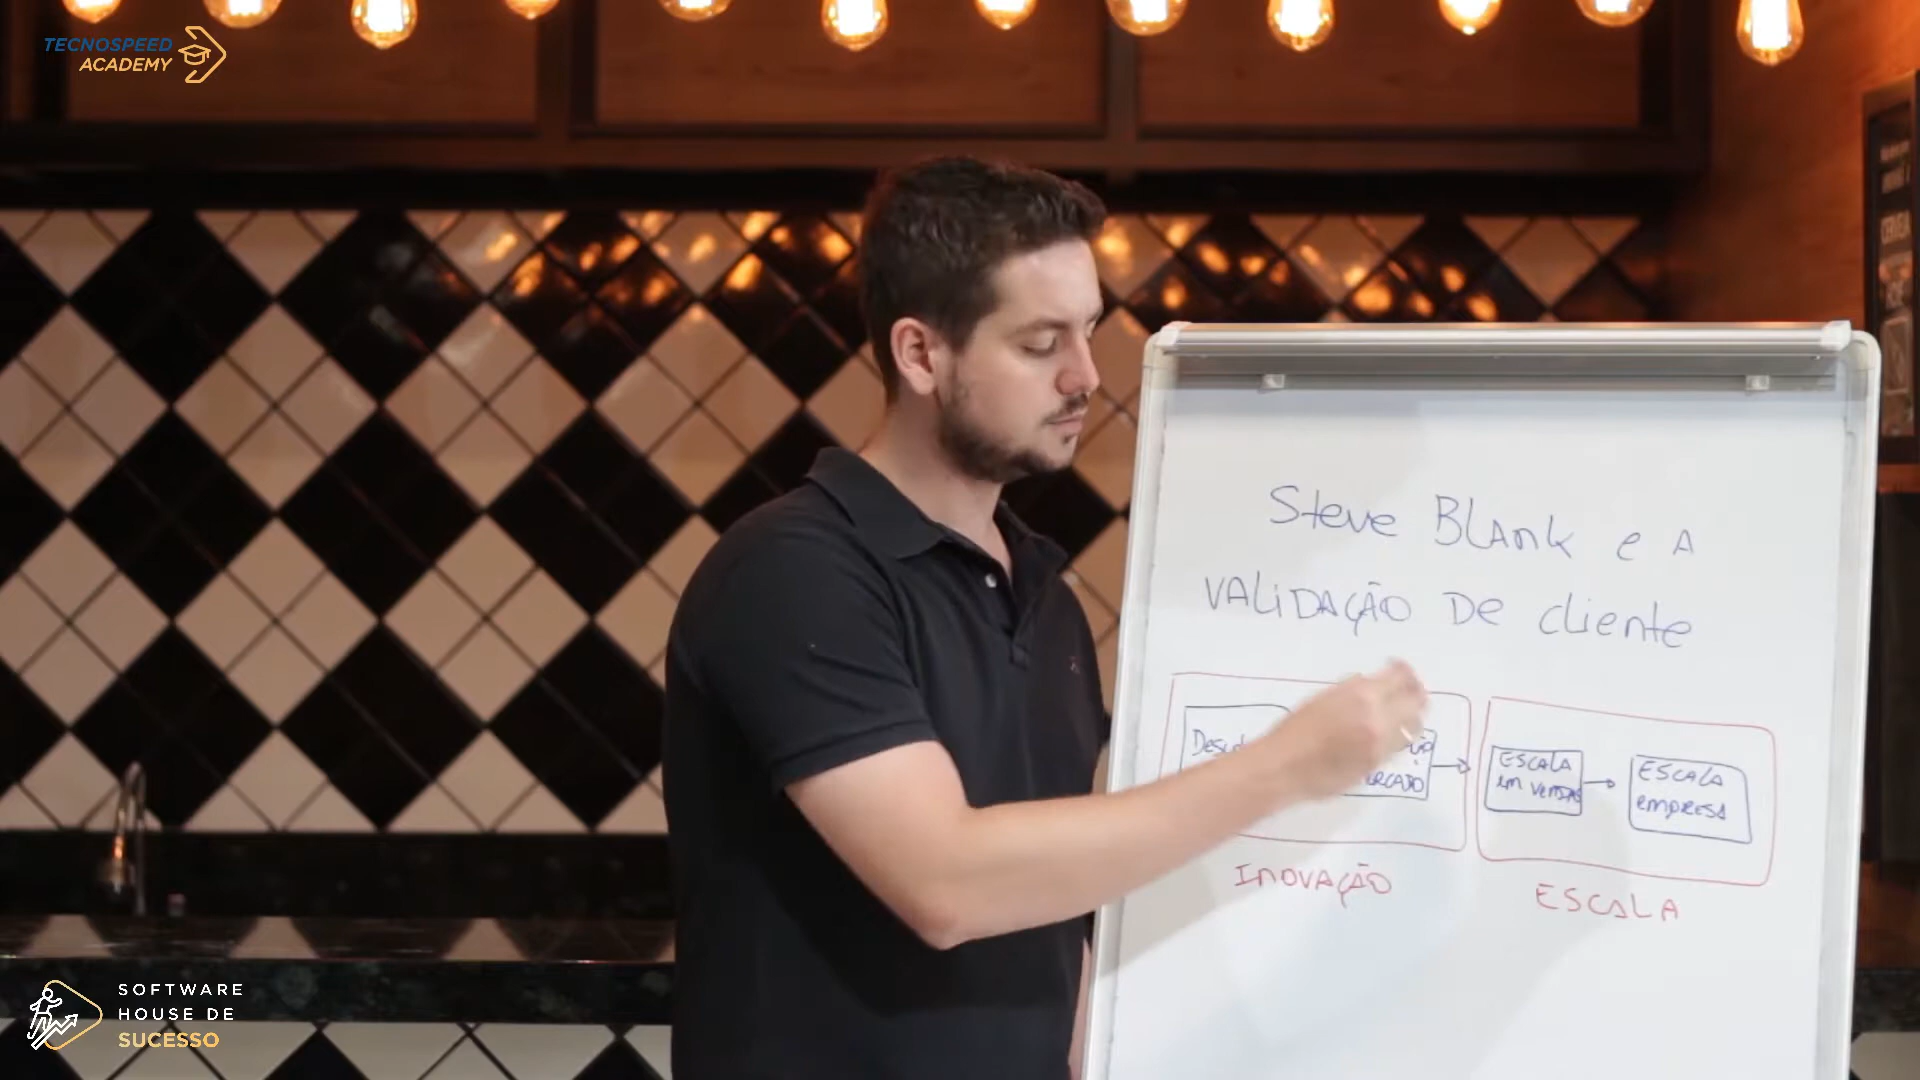 TECNOSPEED
ACADEMY
Steve Blank e a
validação de cliente
Escala
em vendas
Escala
empresa
Inovação
Escala
SOFTWARE
HOUSE DE
SUCESSO